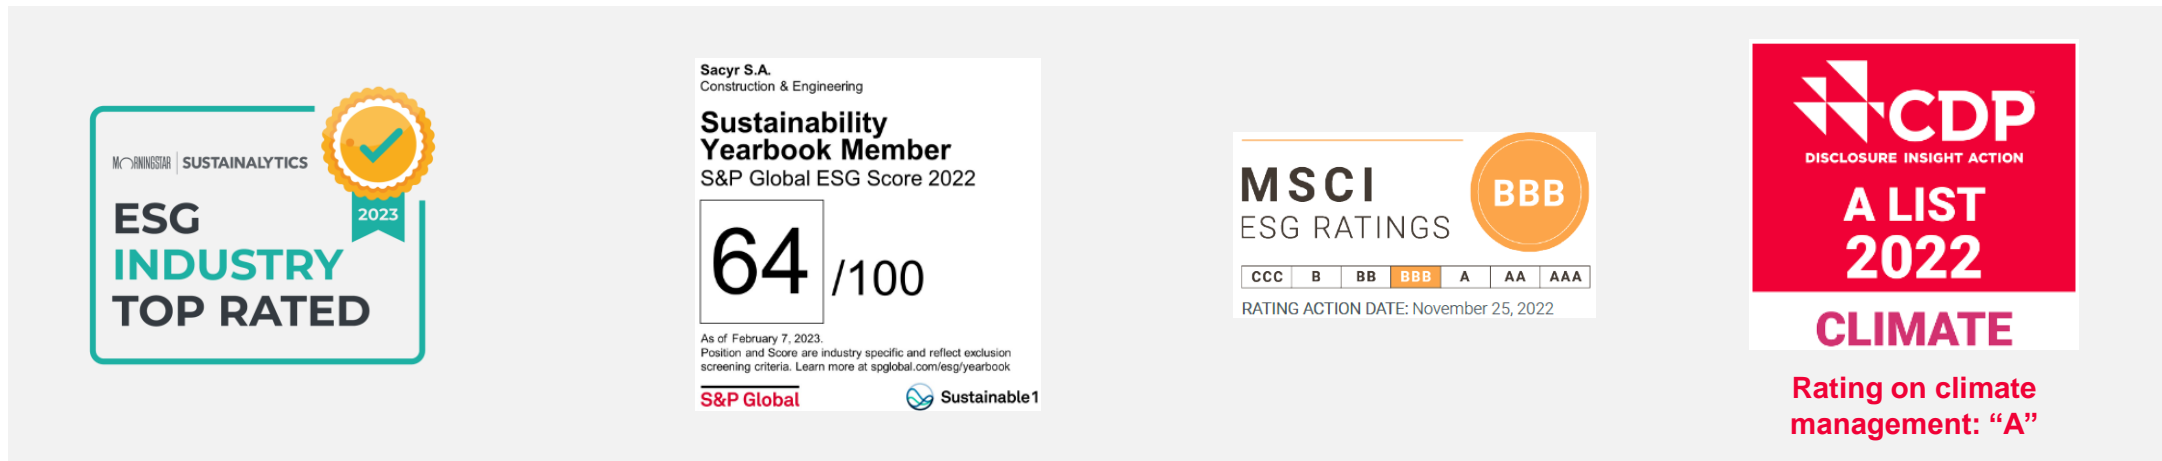 MORNINGSTAR | SUSTAINALYTICS
2023
ESG
INDUSTRY
TOP RATED
Sacyr S.A.
Construction & Engineering
Sustainability
Yearbook Member
S&P Global ESG Score 2022
64 /100
As of February 7, 2023.
Position and Score are industry specific and reflect exclusion
screening criteria. Learn more at spglobal.com/esg/yearbook
S&P Global Sustainable1
MSCI
ESG RATINGS
BBB
CCC B BB BBB A AA AAA
RATING ACTION DATE: November 25, 2022
CDP
DISCLOSURE INSIGHT ACTION
A LIST
2022
CLIMATE
Rating on climate
management: “A”